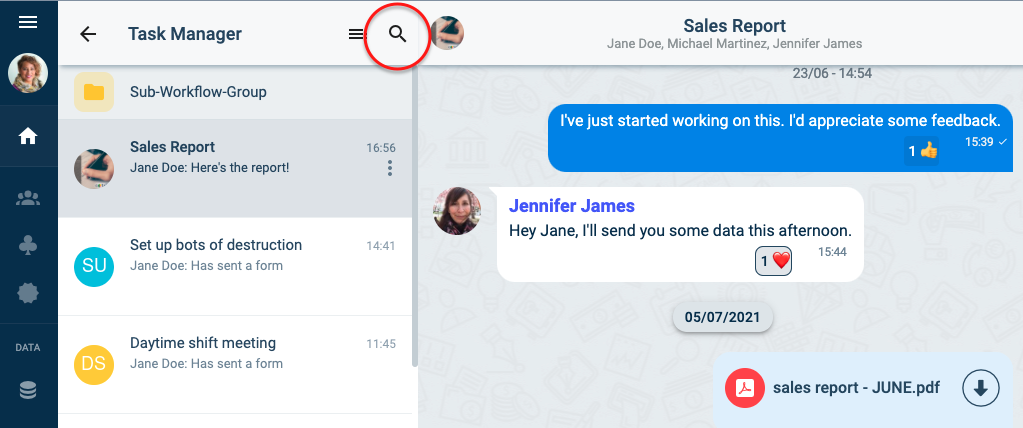 Task Manager
Sub-Workflow-Group
Sales Report
16:56
Jane Doe: Here's the report!
SU
Set up bots of destruction
14:41
Jane Doe: Has sent a form
DS
Daytime shift meeting
11:45
Jane Doe: Has sent a form
DATA
Sales Report
Jane Doe, Michael Martinez, Jennifer James
23/06 - 14:54
I've just started working on this. I'd appreciate some feedback.
1 👍
15:39
Jennifer James
Hey Jane, I'll send you some data this afternoon.
1 ❤️
15:44
05/07/2021
sales report - JUNE.pdf